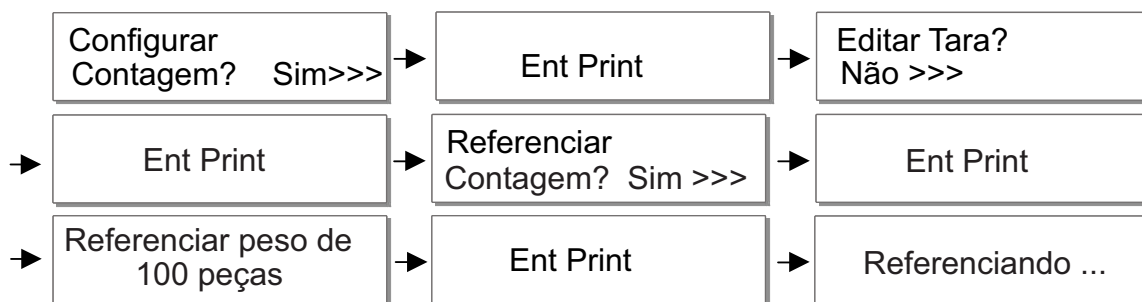 Configurar
Contagem? Sim>>>
Ent Print
Editar Tara?
Não >>>
Ent Print
Referenciar
Contagem? Sim >>>
Ent Print
Referenciar peso de
100 peças
Ent Print
Referenciando ...